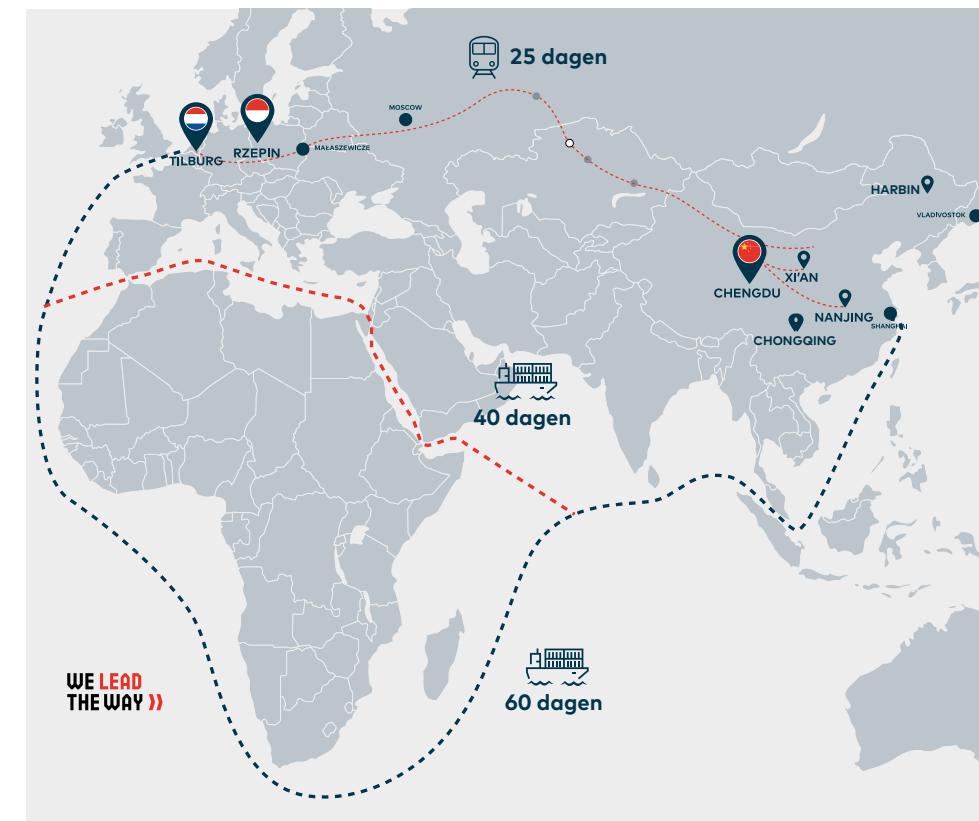 25 dagen
MOSCOW
TILBURG
RZEPIN
MAŁASZEWICZE
HARBIN
VLADIVOSTOK
XI'AN
CHENGDU
NANJING
SHANGHAI
CHONGQING
40 dagen
60 dagen
WE LEAD
THE WAY